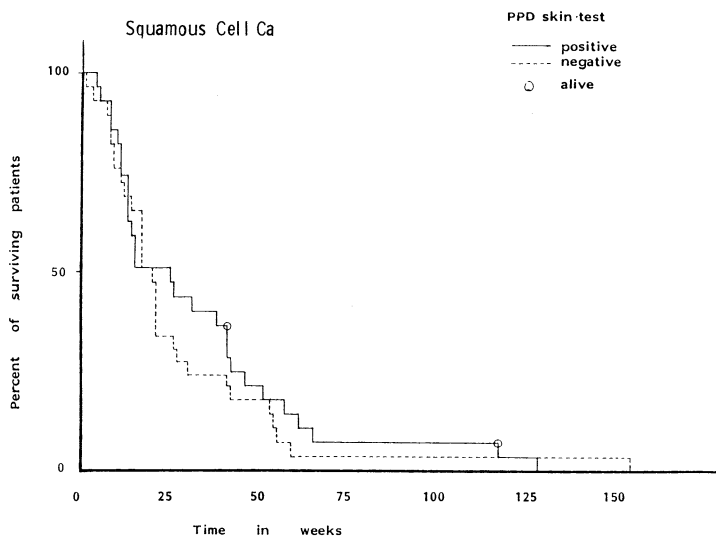 Squamous Cell Ca
PPD skin-test
positive
negative
alive
100
50
0
Percent of surviving patients
0 25 50 75 100 125 150
Time in weeks